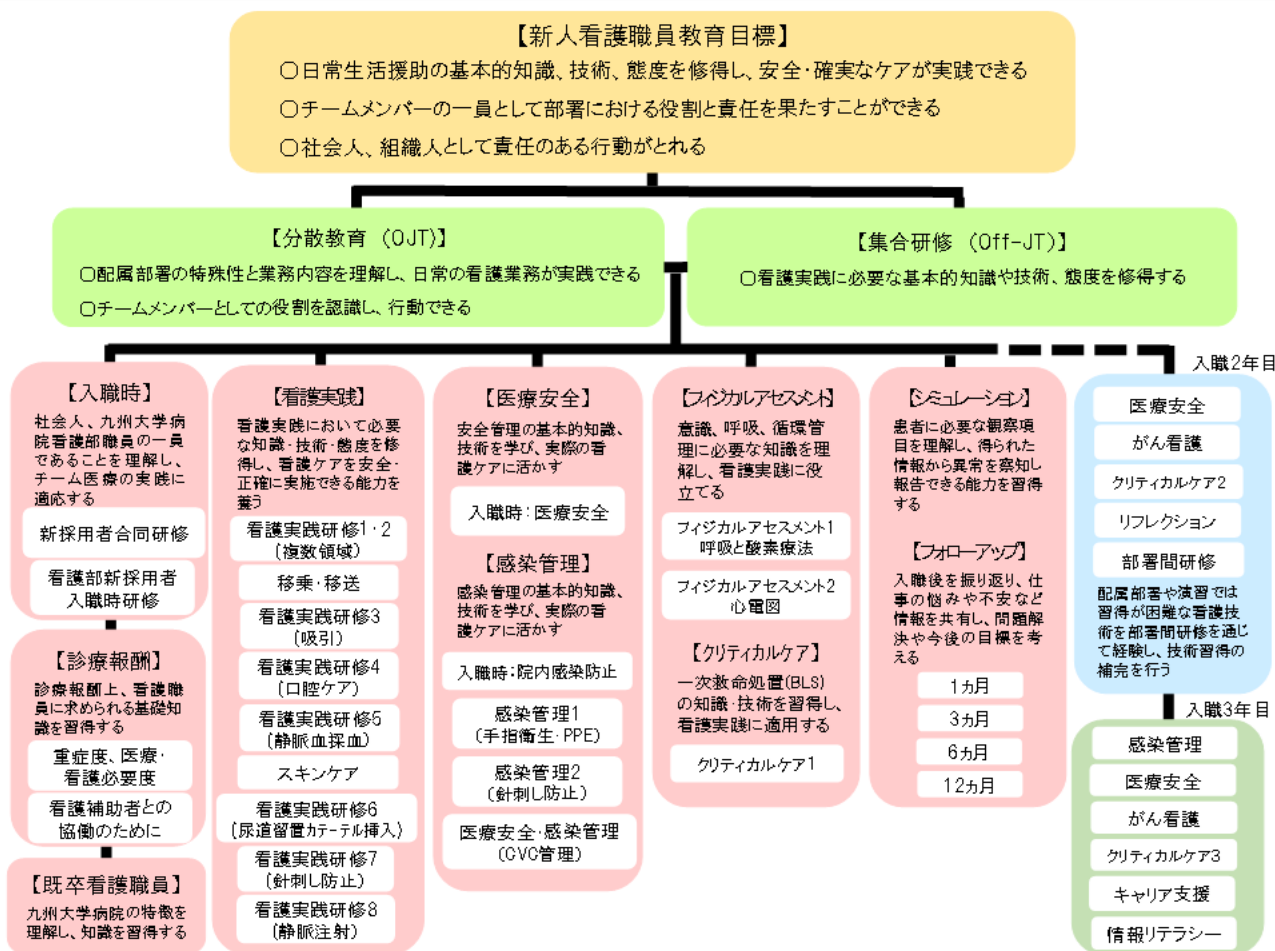 【新人看護職員教育目標】
○日常生活援助の基本的知識、技術、態度を修得し、安全・確実なケアが実践できる
○チームメンバーの一員として部署における役割と責任を果たすことができる
○社会人、組織人として責任のある行動がとれる
【分散教育 (OJT)】
○配属部署の特殊性と業務内容を理解し、日常の看護業務が実践できる
○チームメンバーとしての役割を認識し、行動できる
【集合研修 (Off-JT)】
○看護実践に必要な基本的知識や技術、態度を修得する
【入職時】
社会人、九州大学病
院看護部職員の一員
であることを理解し、
チーム医療の実践に
適応する
新採用者合同研修
看護部新採用者
入職時研修
【診療報酬】
診療報酬上、看護職員
に求められる基礎知
識を習得する
重症度、医療・
看護必要度
看護補助者との
協働のために
【既卒看護職員】
九州大学病院の特徴を
理解し、知識を習得する
【看護実践】
看護実践において必要
な知識・技術・態度を修
得し、看護ケアを安全・
正確に実施できる能力を
養う
看護実践研修1・2
(複数領域)
移乗・移送
看護実践研修3
(吸引)
看護実践研修4
(口腔ケア)
看護実践研修5
(静脈血採血)
スキンケア
看護実践研修6
(尿道留置カテーテル挿入)
看護実践研修7
(針刺し防止)
看護実践研修8
(静脈注射)
【医療安全】
安全管理の基本的知識、
技術を学び、実際の看
護ケアに活かす
入職時：医療安全
【感染管理】
感染管理の基本的知識、
技術を学び、実際の看
護ケアに活かす
入職時：院内感染防止
感染管理1
(手指衛生・PPE)
感染管理2
(針刺し防止)
医療安全・感染管理
(CVC管理)
【フィジカルアセスメント】
意識、呼吸、循環管
理に必要な知識を理
解し、看護実践に役
立てる
フィジカルアセスメント1
呼吸と酸素療法
フィジカルアセスメント2
心電図
【クリティカルケア】
一次救命処置(BLS)
の知識・技術を習得し、
看護実践に適用する
クリティカルケア1
【シミュレーション】
患者に必要な観察項
目を理解し、得られた
情報から異常を察知し
報告できる能力を習得
する
【フォローアップ】
入職後を振り返り、仕
事の悩みや不安など
情報を共有し、問題解
決や今後の目標を考
える
1ヵ月
3ヵ月
6ヵ月
12ヵ月
入職2年目
医療安全
がん看護
クリティカルケア2
リフレクション
部署間研修
配属部署や演習では
習得が困難な看護技
術を部署間研修を通じ
て経験し、技術習得の
補完を行う
入職3年目
感染管理
医療安全
がん看護
クリティカルケア3
キャリア支援
情報リテラシー